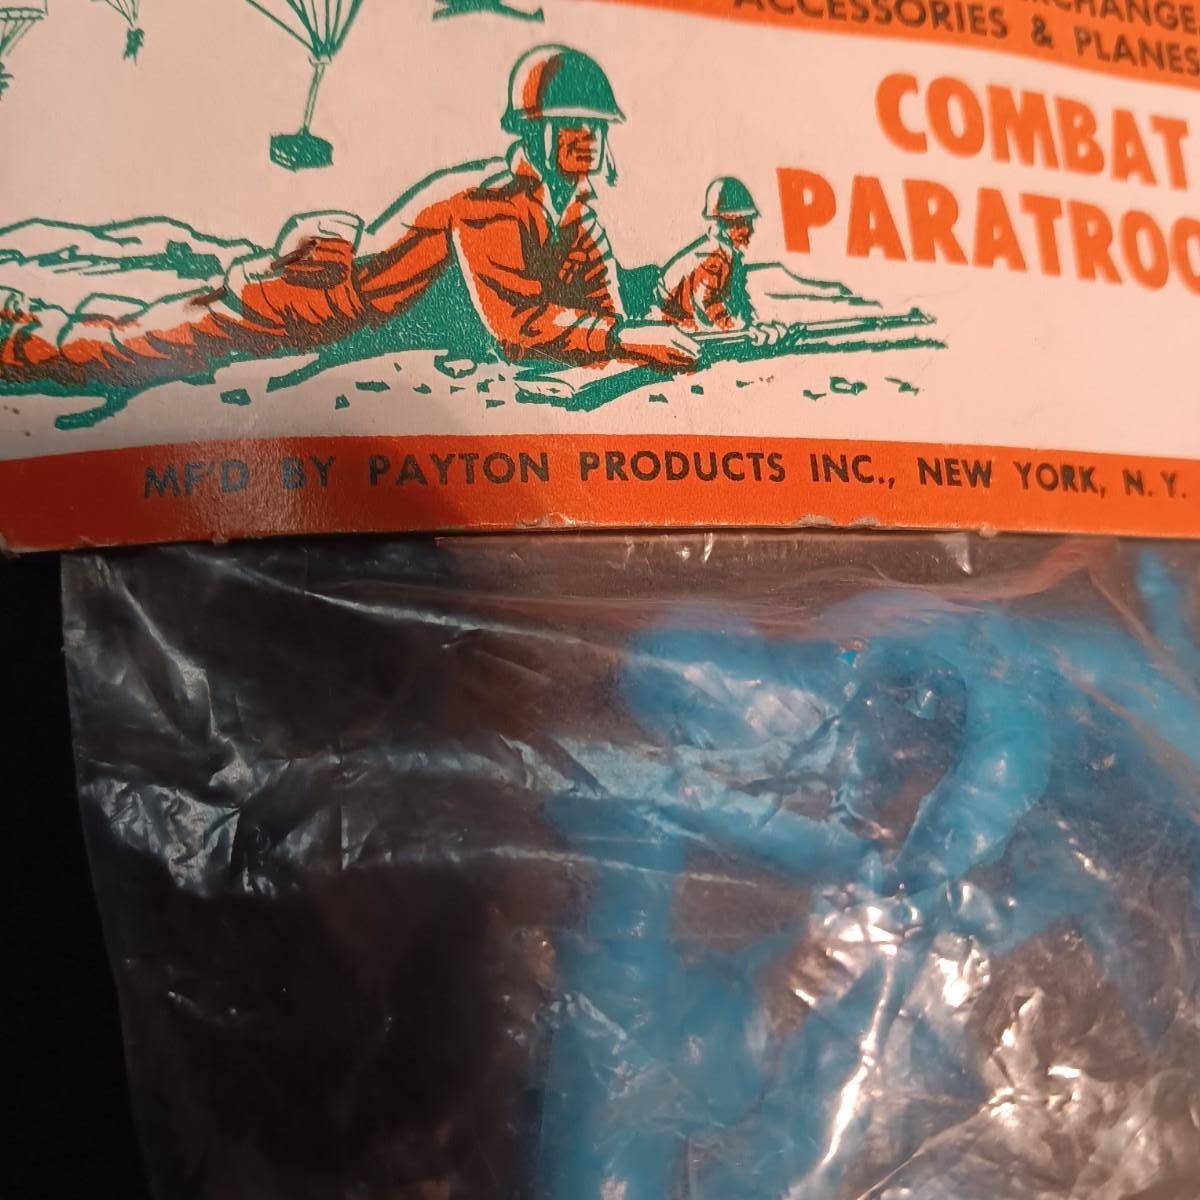 ACCESSORIES & PLANES
COMBAT
MF'D BY PAYTON PRODUCTS INC., NEW YORK, N.Y.